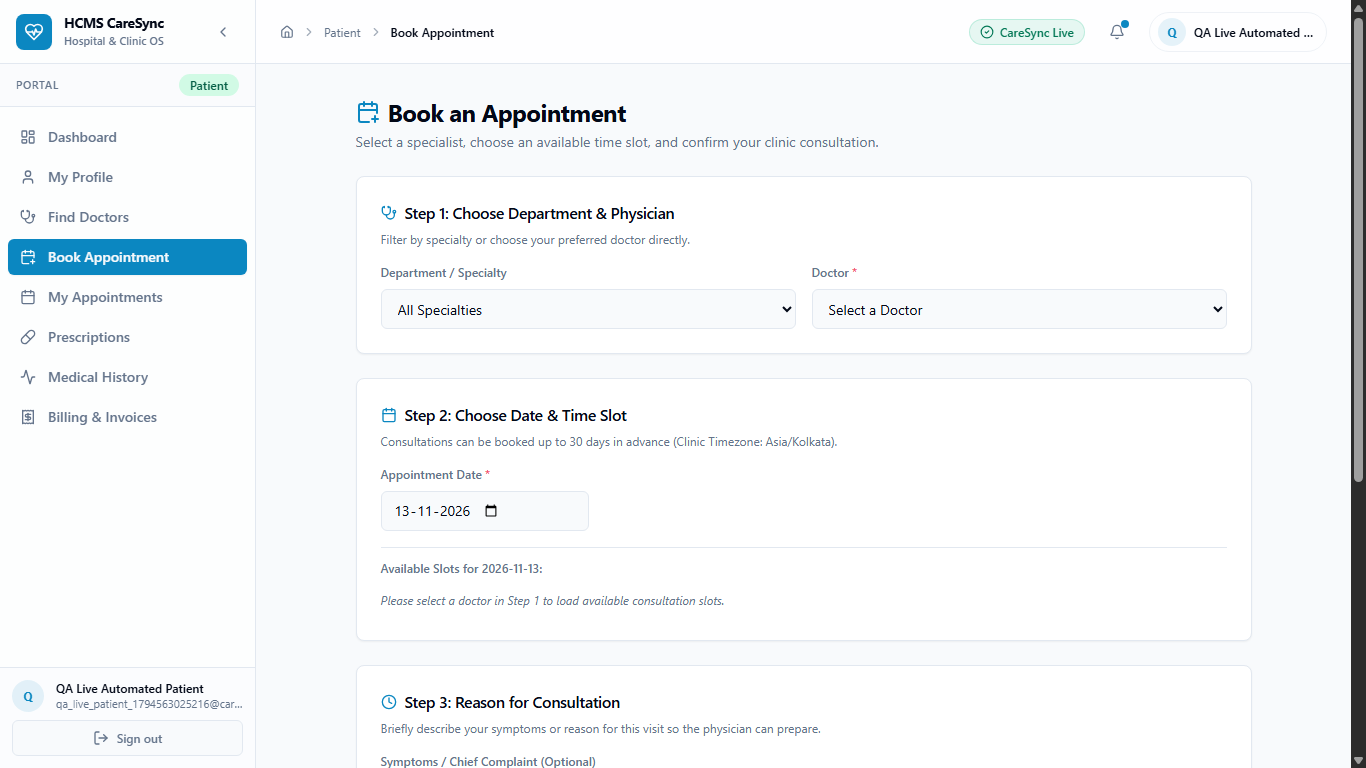 HCMS CareSync
Hospital & Clinic OS
PORTAL
Patient
Dashboard
My Profile
Find Doctors
Book Appointment
My Appointments
Prescriptions
Medical History
Billing & Invoices
QA Live Automated Patient
qa_live_patient_1794563025216@car...
Sign out
Patient
Book Appointment
CareSync Live
Q
QA Live Automated ...
Book an Appointment
Select a specialist, choose an available time slot, and confirm your clinic consultation.
Step 1: Choose Department & Physician
Filter by specialty or choose your preferred doctor directly.
Department / Specialty
Doctor *
All Specialties
Select a Doctor
Step 2: Choose Date & Time Slot
Consultations can be booked up to 30 days in advance (Clinic Timezone: Asia/Kolkata).
Appointment Date *
13-11-2026
Available Slots for 2026-11-13:
Please select a doctor in Step 1 to load available consultation slots.
Step 3: Reason for Consultation
Briefly describe your symptoms or reason for this visit so the physician can prepare.
Symptoms / Chief Complaint (Optional)
Q